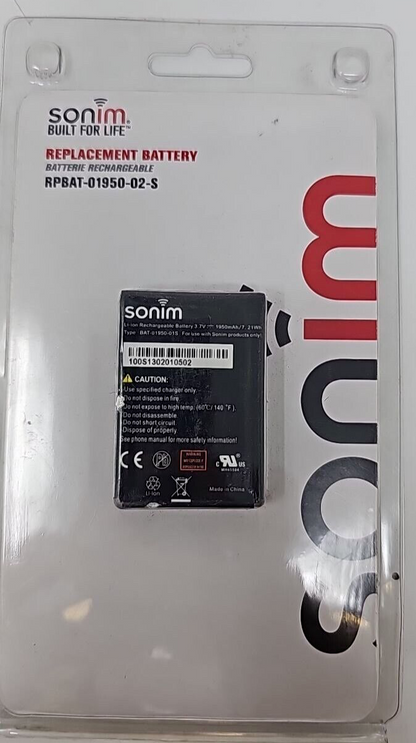 sonim
BUILT FOR LIFE™
REPLACEMENT BATTERY
BATTERIE RECHARGEABLE
RPBAT-01950-02-S
sonim
sonim
Li-ion Rechargeable Battery 3.7V 1950mAh/7.21Wh
Type: BAT-01950-01S For use with Sonim products only
100S1302010502
CAUTION:
Use specified charger only
Do not dispose in fire
Do not expose to high temp. (60℃/140℉).
Do not disassemble
Do not short circuit
Dispose of properly
See phone manual for more safety information!
CE
c RU US
Li ion
Made in China